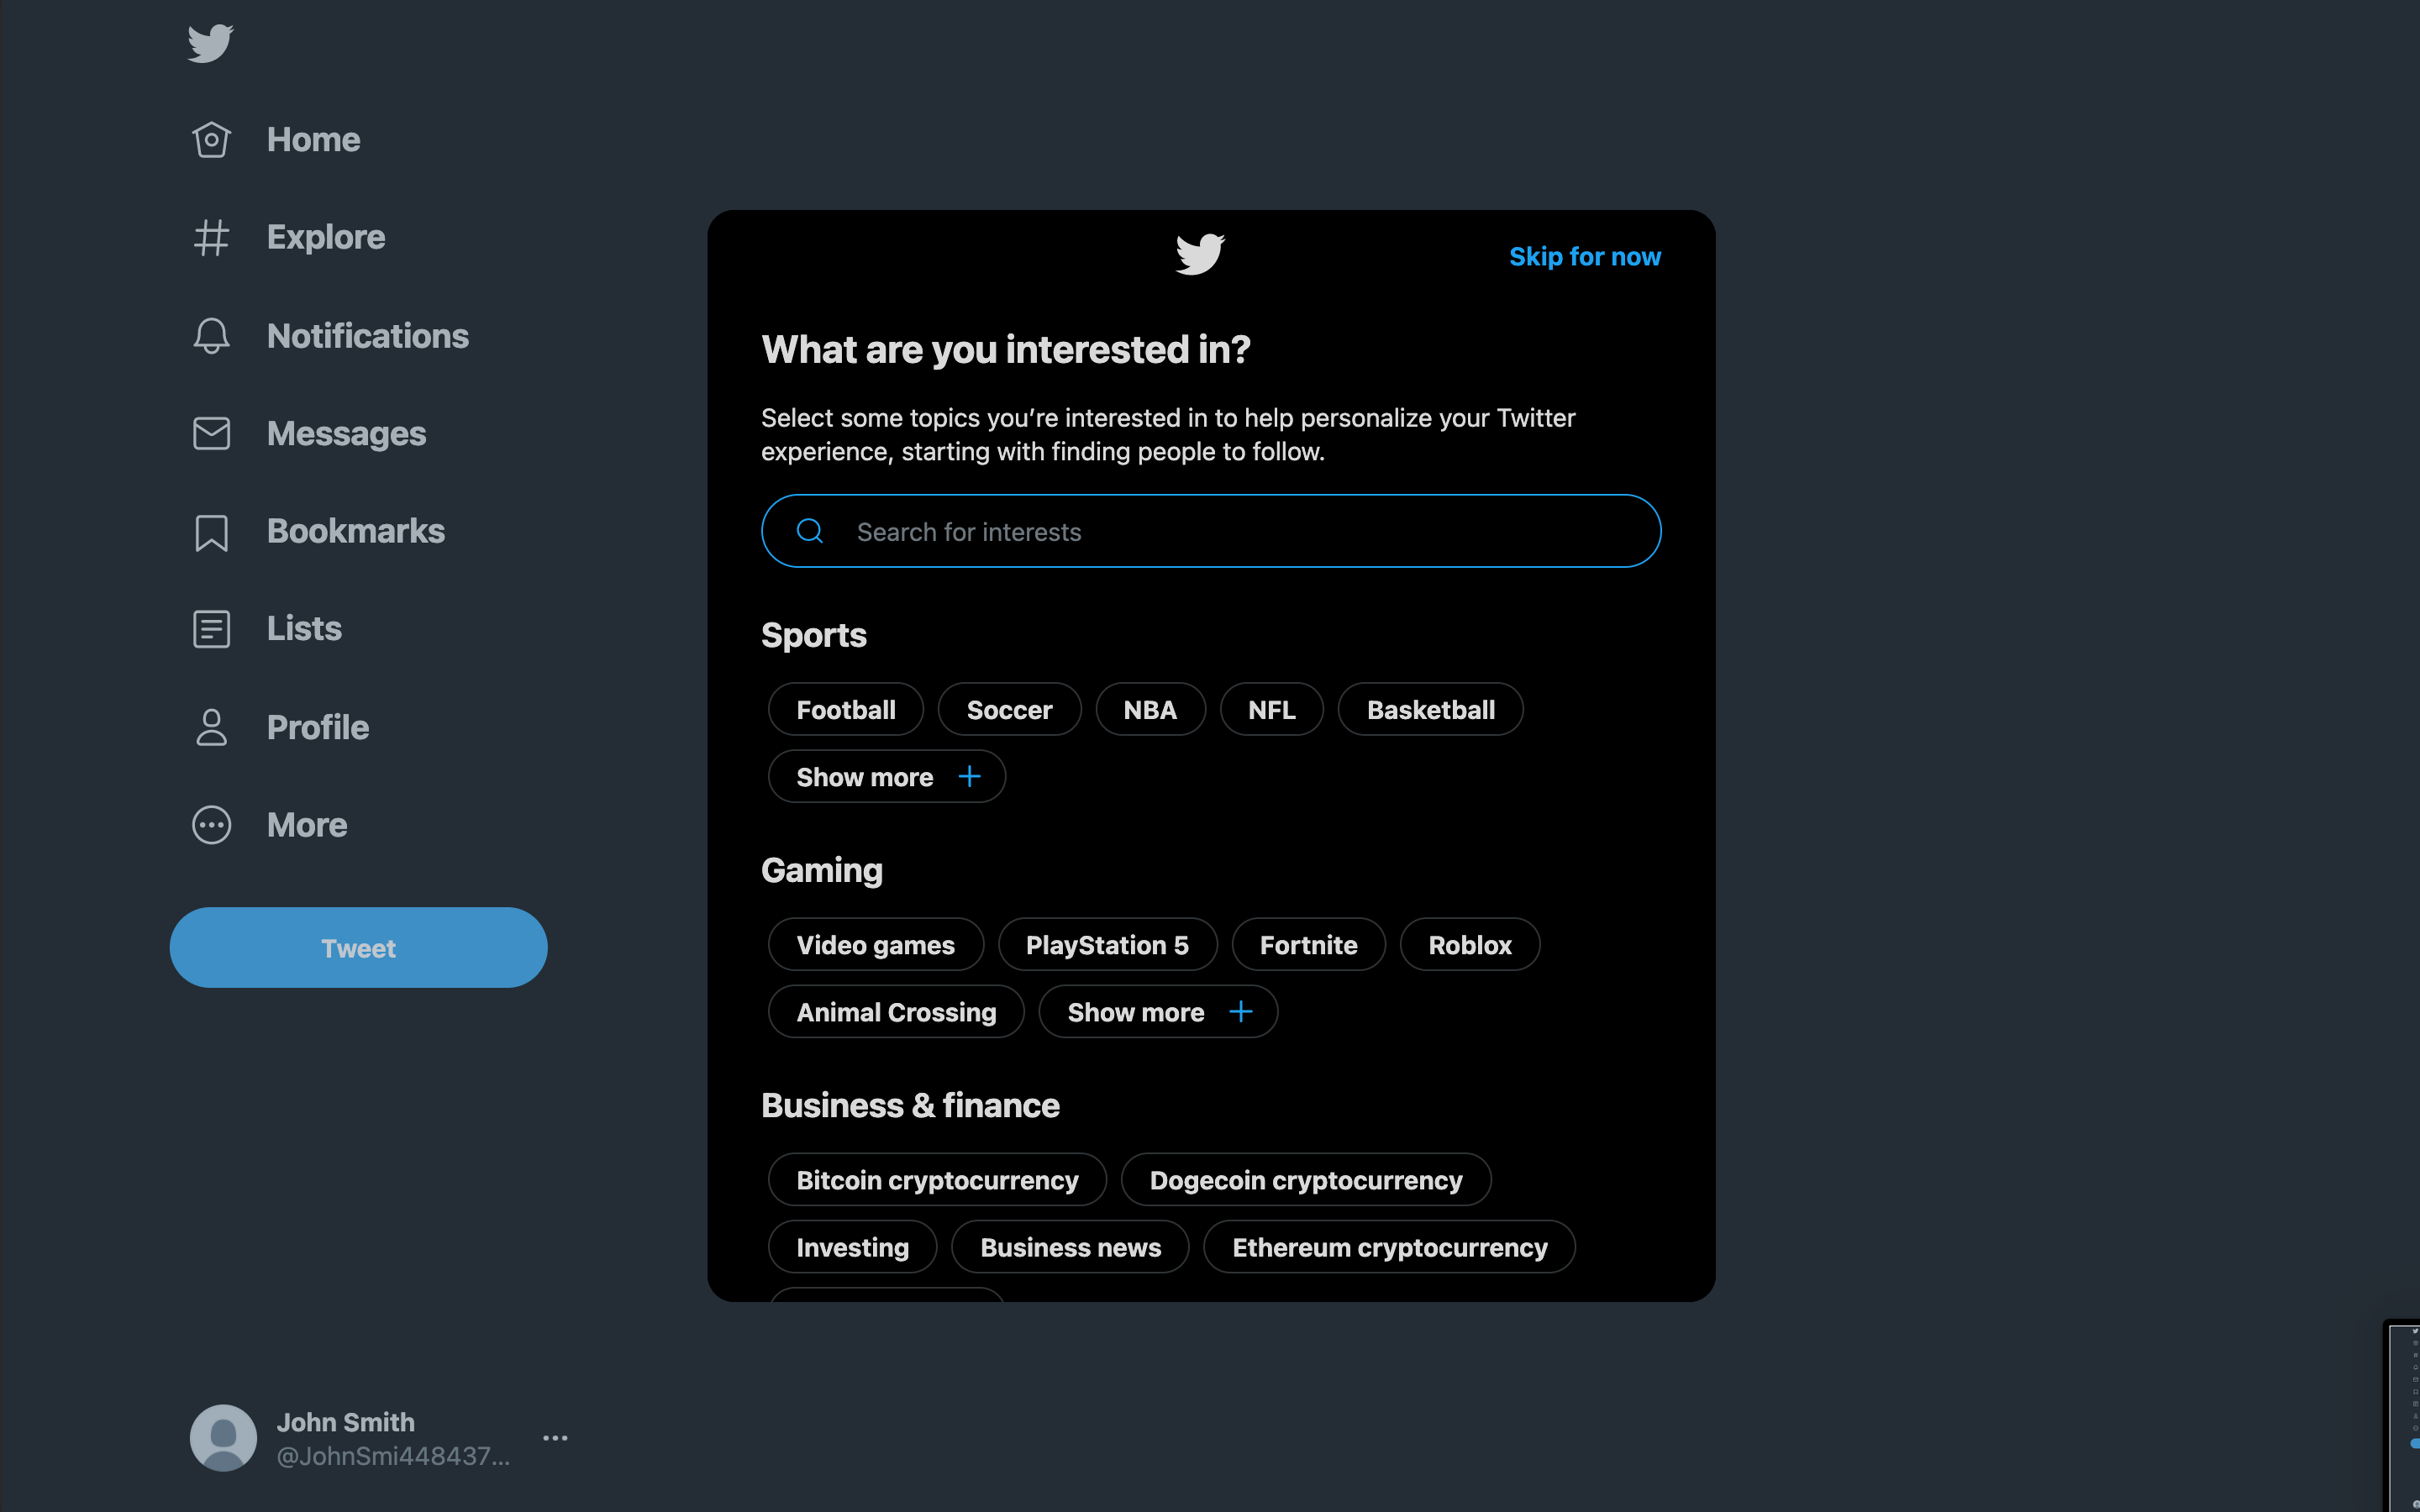 Home
Explore
Notifications
Messages
Bookmarks
Lists
Profile
More
Tweet
John Smith
@JohnSmi448437...
Skip for now
What are you interested in?
Select some topics you’re interested in to help personalize your Twitter
experience, starting with finding people to follow.
Search for interests
Sports
Football Soccer NBA NFL Basketball
Show more
Gaming
Video games PlayStation 5 Fortnite Roblox
Animal Crossing Show more
Business & finance
Bitcoin cryptocurrency Dogecoin cryptocurrency
Investing Business news Ethereum cryptocurrency